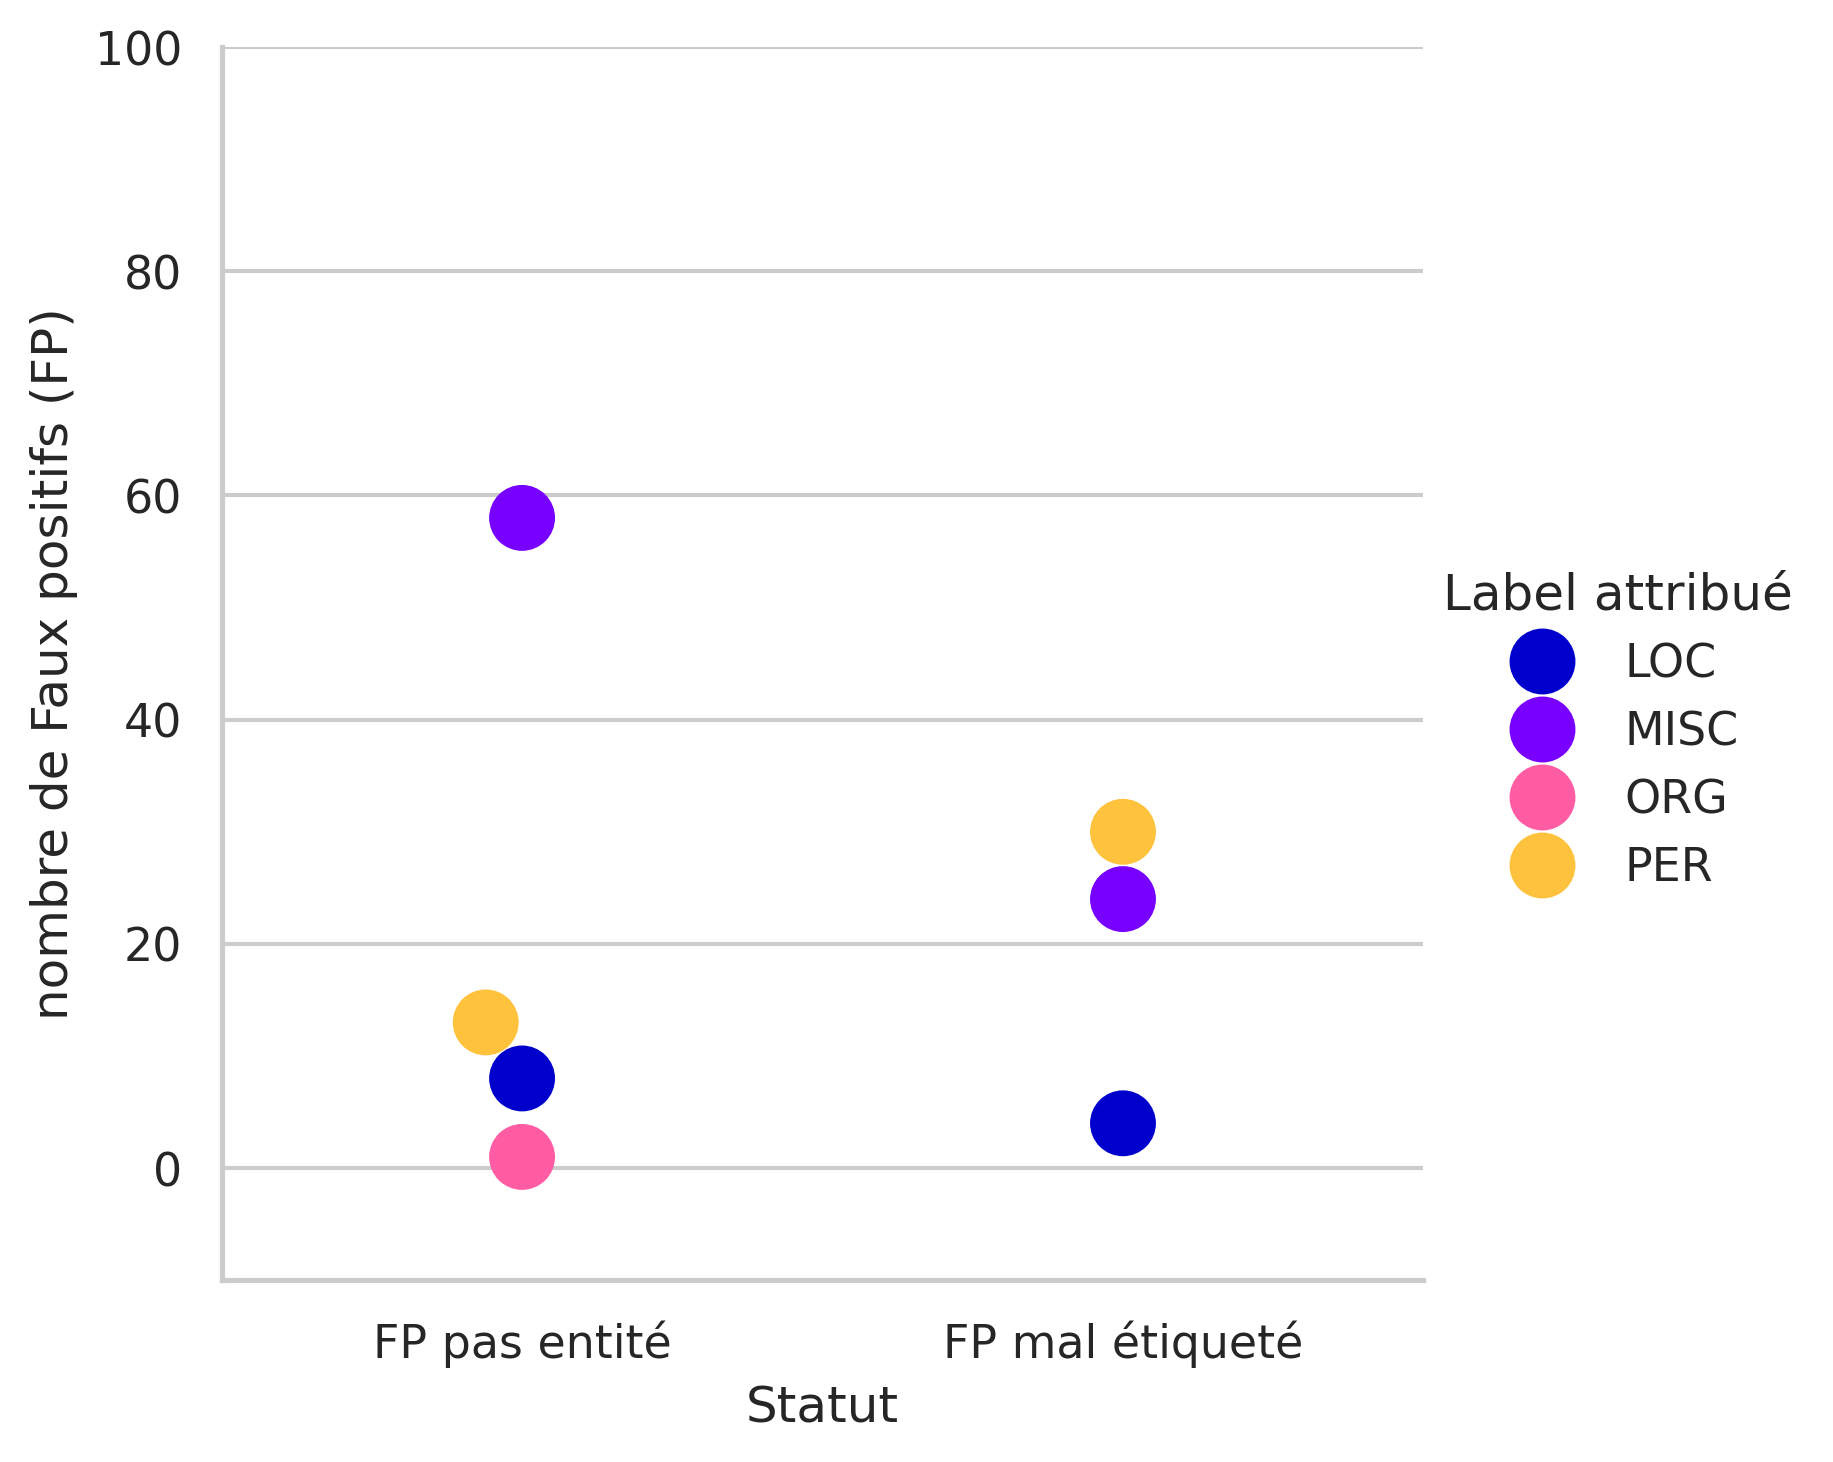 100
80
60
40
20
0
nombre de Faux positifs (FP)
FP pas entité
FP mal étiqueté
Statut
Label attribué
LOC
MISC
ORG
PER